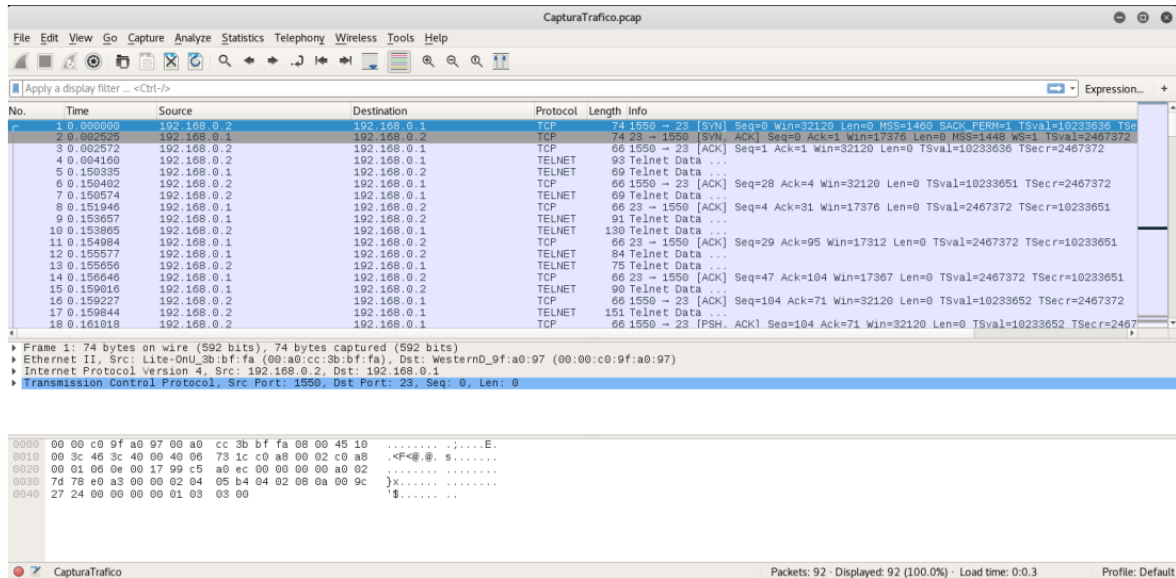 CapturaTrafico.pcap
File Edit View Go Capture Analyze Statistics Telephony Wireless Tools Help
Apply a display filter ... <Ctrl-/> Expression... +
No. Time Source Destination Protocol Length Info
1 0.000000 192.168.0.2 192.168.0.1 TCP 74 1550 → 23 [SYN] Seq=0 Win=32120 Len=0 MSS=1460 SACK_PERM=1 TSval=10233636 TSe
2 0.002525 192.168.0.1 192.168.0.2 TCP 74 23 → 1550 [SYN, ACK] Seq=0 Ack=1 Win=17376 Len=0 MSS=1448 WS=1 TSval=2467372
3 0.002572 192.168.0.2 192.168.0.1 TCP 66 1550 → 23 [ACK] Seq=1 Ack=1 Win=32120 Len=0 TSval=10233636 TSecr=2467372
4 0.004160 192.168.0.2 192.168.0.1 TELNET 93 Telnet Data ...
5 0.150335 192.168.0.1 192.168.0.2 TELNET 69 Telnet Data ...
6 0.150402 192.168.0.2 192.168.0.1 TCP 66 1550 → 23 [ACK] Seq=28 Ack=4 Win=32120 Len=0 TSval=10233651 TSecr=2467372
7 0.150574 192.168.0.2 192.168.0.1 TELNET 69 Telnet Data ...
8 0.151946 192.168.0.1 192.168.0.2 TCP 66 23 → 1550 [ACK] Seq=4 Ack=31 Win=17376 Len=0 TSval=2467372 TSecr=10233651
9 0.153657 192.168.0.1 192.168.0.2 TELNET 91 Telnet Data ...
10 0.153865 192.168.0.2 192.168.0.1 TELNET 130 Telnet Data ...
11 0.154984 192.168.0.1 192.168.0.2 TCP 66 23 → 1550 [ACK] Seq=29 Ack=95 Win=17312 Len=0 TSval=2467372 TSecr=10233651
12 0.155577 192.168.0.1 192.168.0.2 TELNET 84 Telnet Data ...
13 0.155656 192.168.0.2 192.168.0.1 TELNET 75 Telnet Data ...
14 0.156646 192.168.0.1 192.168.0.2 TCP 66 23 → 1550 [ACK] Seq=47 Ack=104 Win=17367 Len=0 TSval=2467372 TSecr=10233651
15 0.159016 192.168.0.1 192.168.0.2 TELNET 90 Telnet Data ...
16 0.159227 192.168.0.2 192.168.0.1 TCP 66 1550 → 23 [ACK] Seq=104 Ack=71 Win=32120 Len=0 TSval=10233652 TSecr=2467372
17 0.159844 192.168.0.2 192.168.0.1 TELNET 151 Telnet Data ...
18 0.161018 192.168.0.2 192.168.0.1 TCP 66 1550 → 23 [PSH, ACK] Seq=104 Ack=71 Win=32120 Len=0 TSval=10233652 TSecr=2467
Frame 1: 74 bytes on wire (592 bits), 74 bytes captured (592 bits)
Ethernet II, Src: Lite-OnU_3b:bf:fa (00:a0:cc:3b:bf:fa), Dst: WesternD_9f:a0:97 (00:00:c0:9f:a0:97)
Internet Protocol Version 4, Src: 192.168.0.2, Dst: 192.168.0.1
Transmission Control Protocol, Src Port: 1550, Dst Port: 23, Seq: 0, Len: 0
0000 00 00 c0 9f a0 97 00 a0 cc 3b bf fa 08 00 45 10 ........ .;....E.
0010 00 3c 46 3c 40 00 40 06 73 1c c0 a8 00 02 c0 a8 .<F<@.@. s.......
0020 00 01 06 0e 00 17 99 c5 a0 ec 00 00 00 00 a0 02 ........ ........
0030 7d 78 e0 a3 00 00 02 04 05 b4 04 02 08 0a 00 9c }x...... ........
0040 27 24 00 00 00 00 01 03 03 00 '$...... ..
CapturaTrafico Packets: 92 · Displayed: 92 (100.0%) · Load time: 0:0.3 Profile: Default